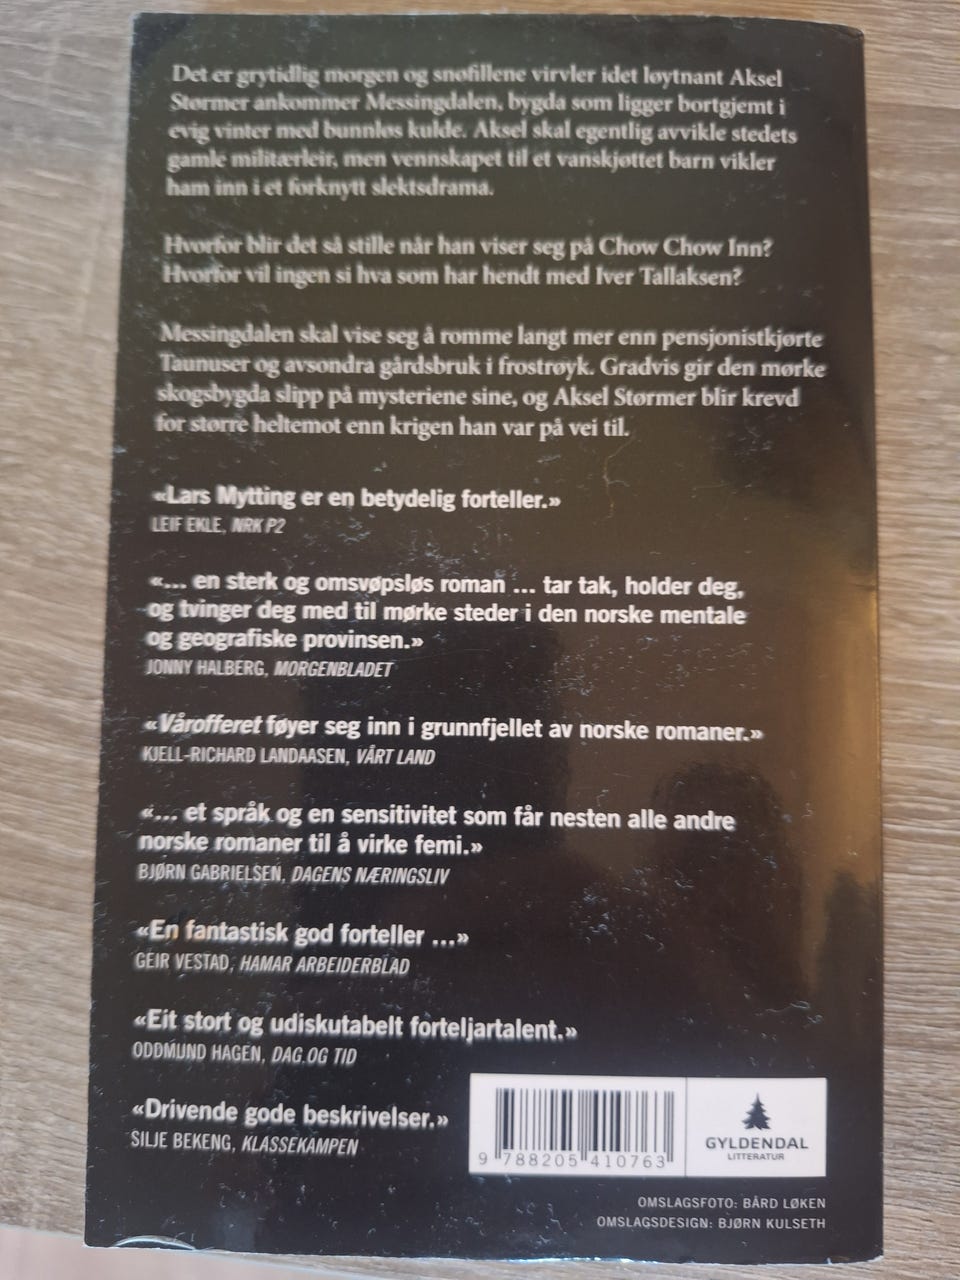 Det er grytidlig morgen og snøfillene virvler idet løytnant Aksel
Størmer ankommer Messingdalen, bygda som ligger bortgjemt i
evig vinter med bunnløs kulde. Aksel skal egentlig avvikle stedets
gamle militærleir, men vennskapet til et vanskjøttet barn vikler
ham inn i et forknytt slektsdrama.
Hvorfor blir det så stille når han viser seg på Chow Chow Inn?
Hvorfor vil ingen si hva som har hendt med Iver Tallaksen?
Messingdalen skal vise seg å romme langt mer enn pensjonistkjørte
Taunuser og avsondra gårdsbruk i frostrøyk. Gradvis gir den mørke
skogsbygda slipp på mysteriene sine, og Aksel Størmer blir krevd
for større heltemot enn krigen han var på vei til.
«Lars Mytting er en betydelig forteller.»
LEIF EKLE, NRK P2
«... en sterk og omsvøpsløs roman ... tar tak, holder deg,
og tvinger deg med til mørke steder i den norske mentale
og geografiske provinsen.»
JONNY HALBERG, MORGENBLADET
«Vårofferet føyer seg inn i grunnfjellet av norske romaner.»
KJELL-RICHARD LANDAASEN, VÅRT LAND
«... et språk og en sensitivitet som får nesten alle andre
norske romaner til å virke femi.»
BJØRN GABRIELSEN, DAGENS NÆRINGSLIV
«En fantastisk god forteller ...»
GEIR VESTAD, HAMAR ARBEIDERBLAD
«Eit stort og udiskutabelt forteljartalent.»
ODDMUND HAGEN, DAG OG TID
«Drivende gode beskrivelser.»
SILJE BEKENG, KLASSEKAMPEN
9 788205 410763
GYLDENDAL
LITTERATUR
OMSLAGSFOTO: BÅRD LØKEN
OMSLAGSDESIGN: BJØRN KULSETH